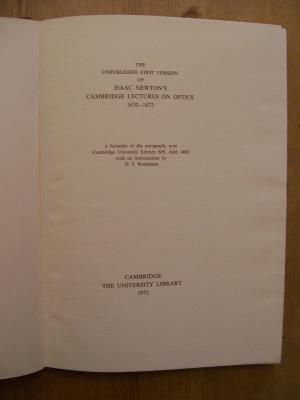 THE
UNPUBLISHED FIRST VERSION
OF
ISAAC NEWTON'S
CAMBRIDGE LECTURES ON OPTICS
1670–1672
a facsimile of the autograph, now
Cambridge University Library MS. Add. 4002
with an introduction by
D. T. Whiteside
CAMBRIDGE
THE UNIVERSITY LIBRARY
1973